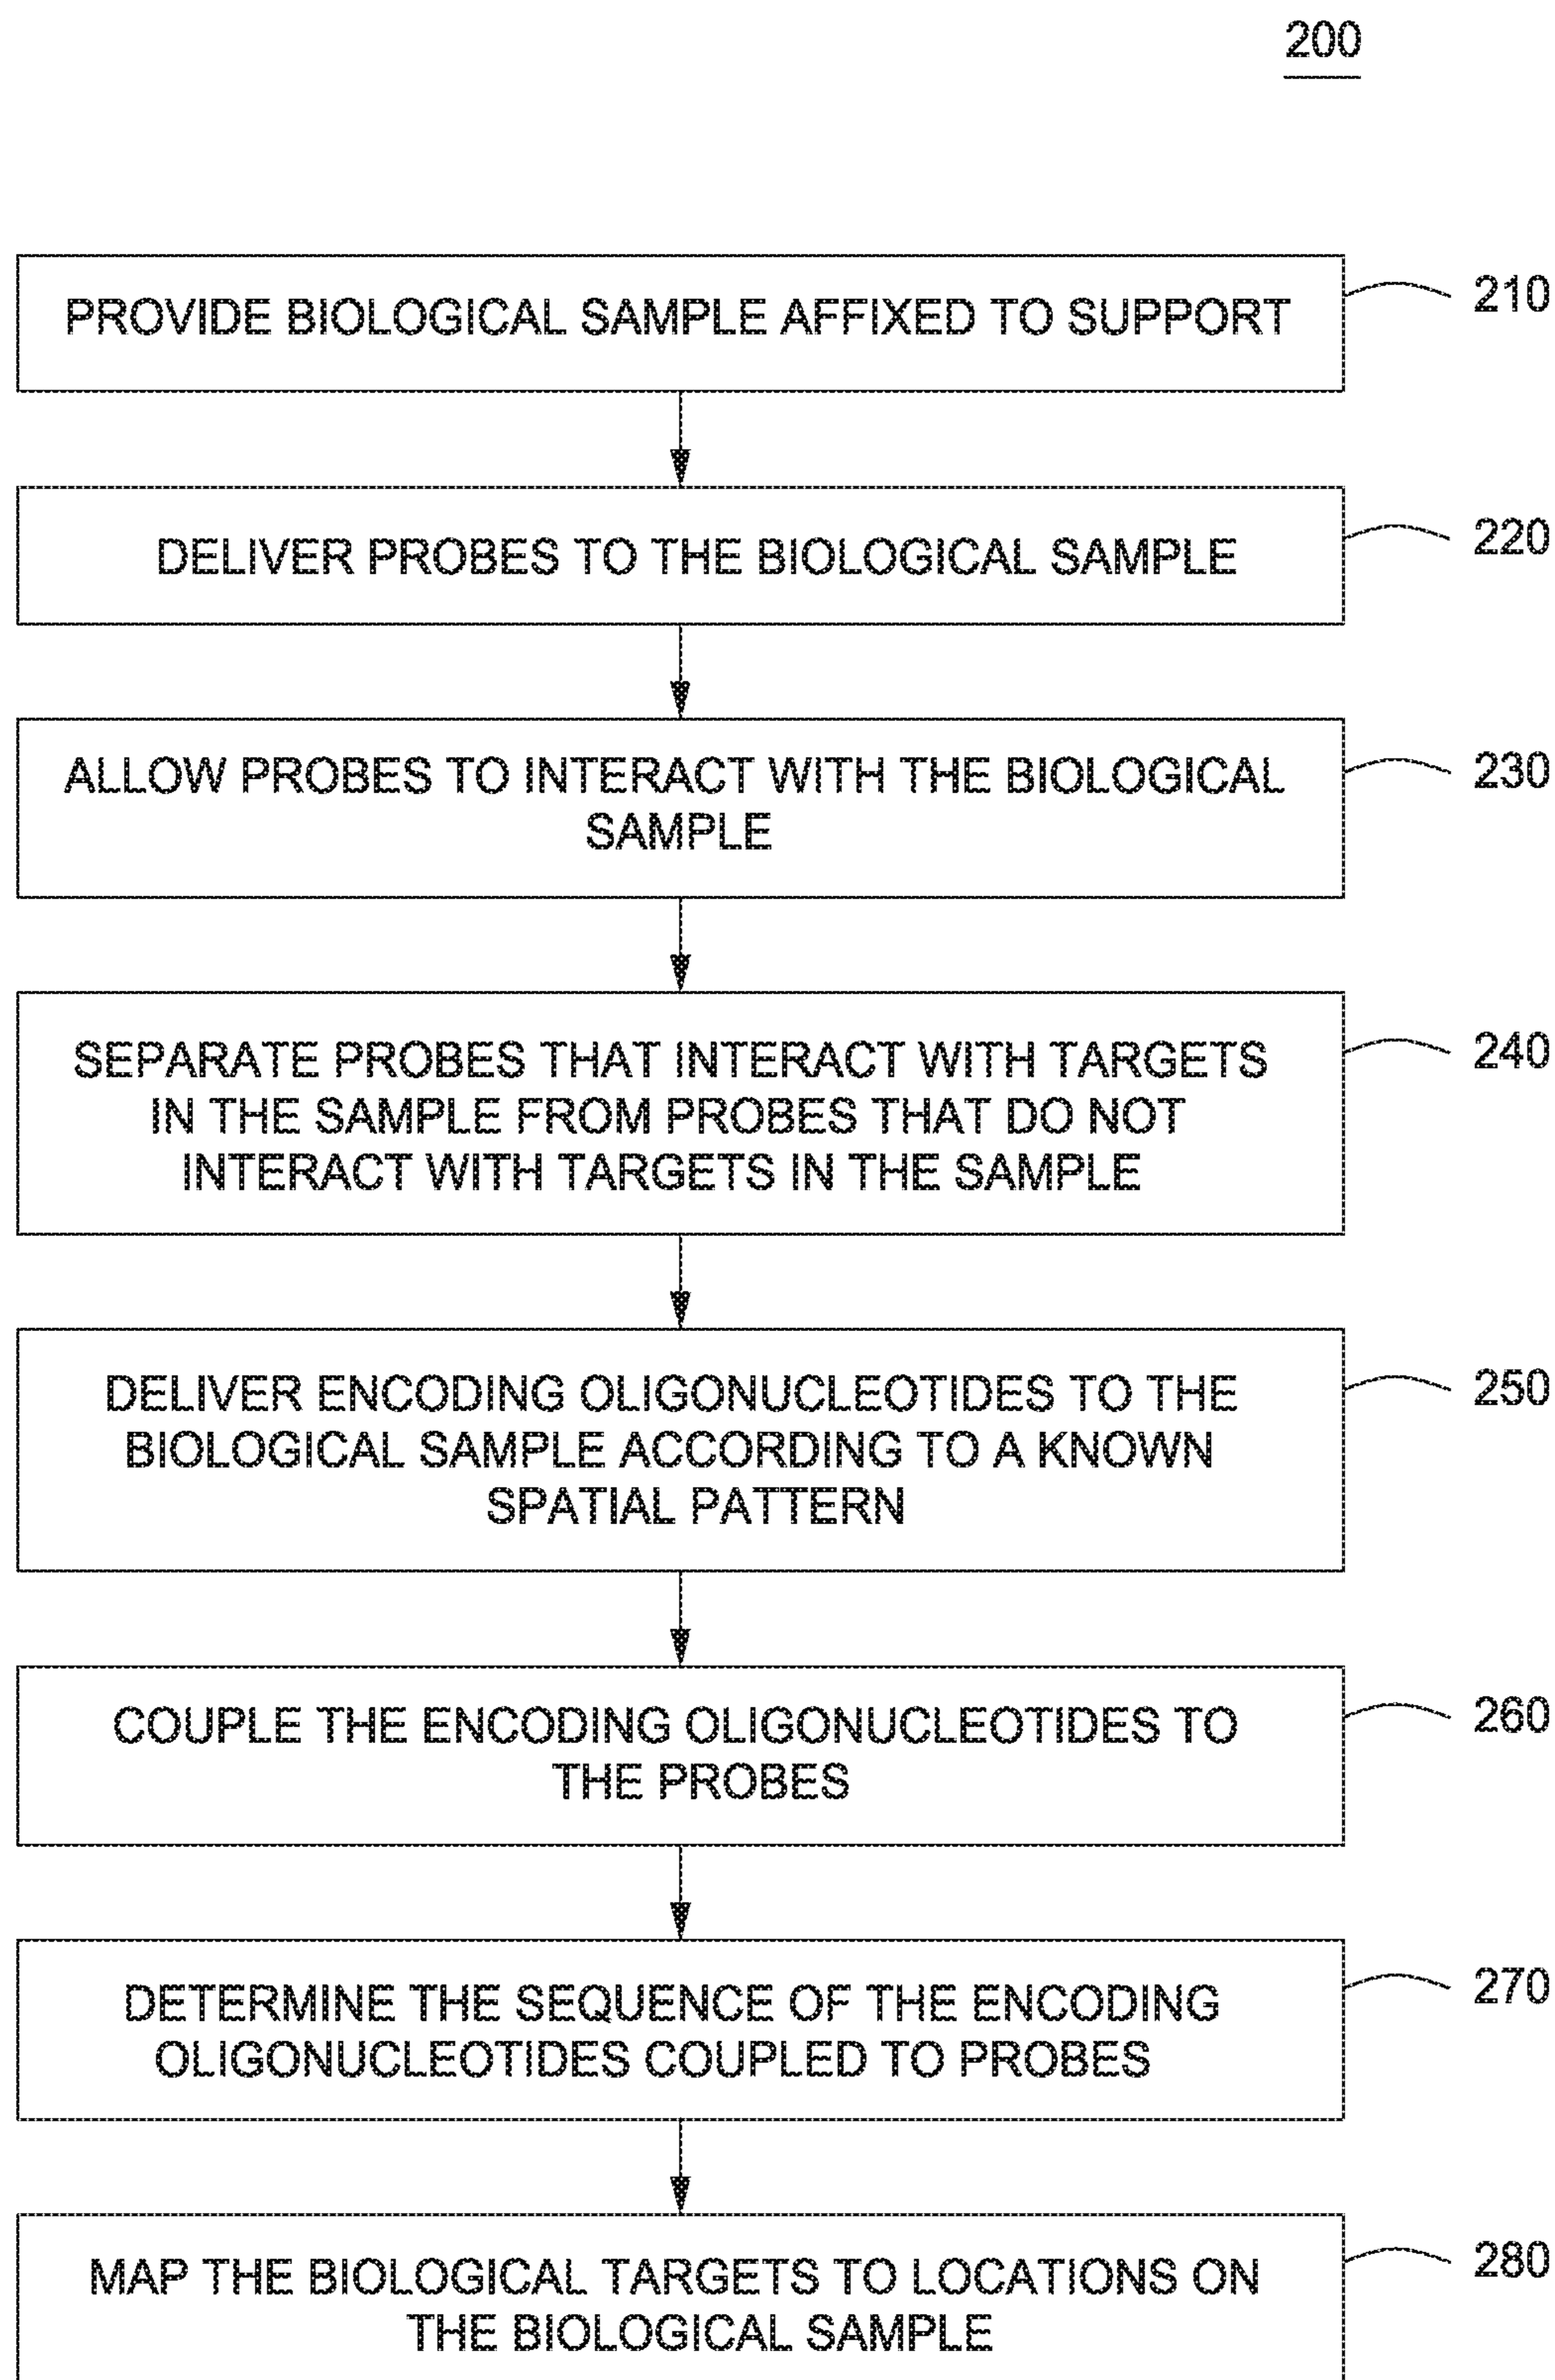 200
PROVIDE BIOLOGICAL SAMPLE AFFIXED TO SUPPORT
210
DELIVER PROBES TO THE BIOLOGICAL SAMPLE
220
ALLOW PROBES TO INTERACT WITH THE BIOLOGICAL
SAMPLE
230
SEPARATE PROBES THAT INTERACT WITH TARGETS
IN THE SAMPLE FROM PROBES THAT DO NOT
INTERACT WITH TARGETS IN THE SAMPLE
240
DELIVER ENCODING OLIGONUCLEOTIDES TO THE
BIOLOGICAL SAMPLE ACCORDING TO A KNOWN
SPATIAL PATTERN
250
COUPLE THE ENCODING OLIGONUCLEOTIDES TO
THE PROBES
260
DETERMINE THE SEQUENCE OF THE ENCODING
OLIGONUCLEOTIDES COUPLED TO PROBES
270
MAP THE BIOLOGICAL TARGETS TO LOCATIONS ON
THE BIOLOGICAL SAMPLE
280